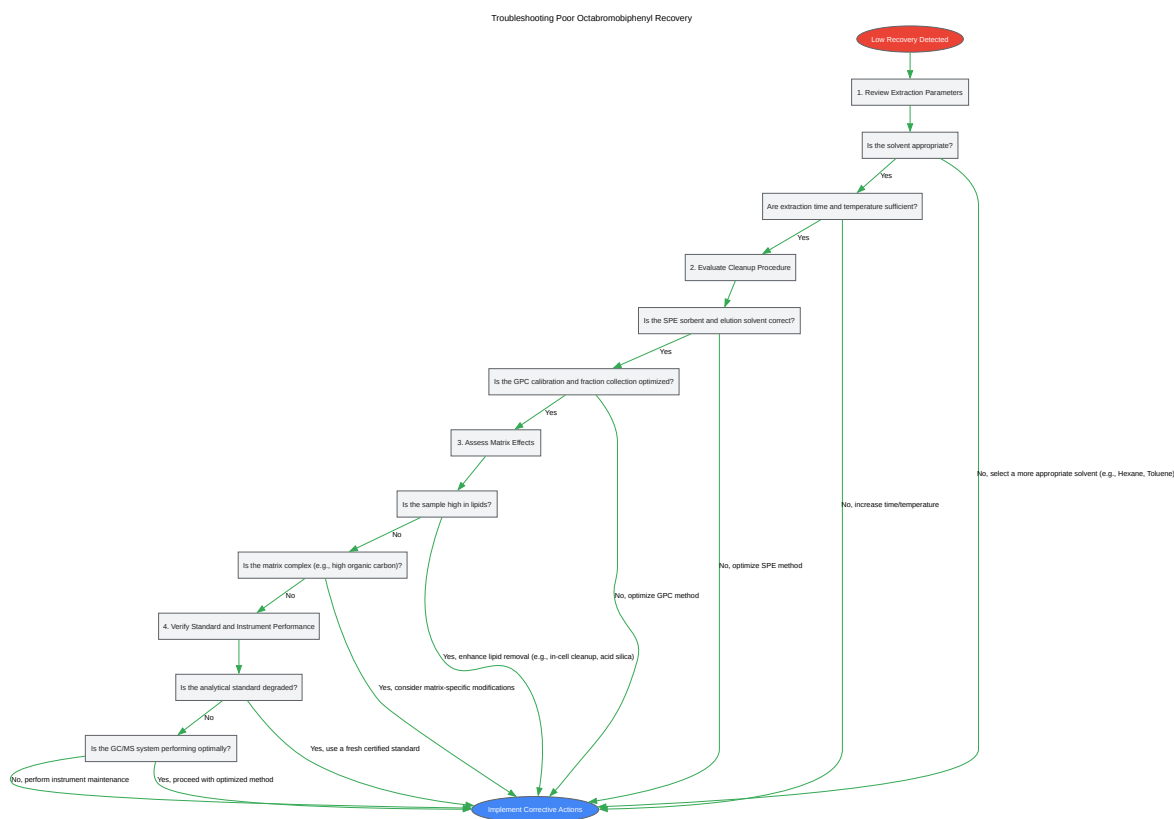 Troubleshooting Poor Octabromobiphenyl Recovery
Low Recovery Detected
1. Review Extraction Parameters
Is the solvent appropriate?
Yes
Are extraction time and temperature sufficient?
Yes
2. Evaluate Cleanup Procedure
Is the SPE sorbent and elution solvent correct?
Yes
Is the GPC calibration and fraction collection optimized?
Yes
3. Assess Matrix Effects
No, select a more appropriate solvent (e.g., Hexane, Toluene)
Is the sample high in lipids?
No, increase time/temperature
No
Is the matrix complex (e.g., high organic carbon)?
No, optimize SPE method
No
No, optimize GPC method
4. Verify Standard and Instrument Performance
Yes, enhance lipid removal (e.g., in-cell cleanup, acid silica)
Is the analytical standard degraded?
Yes, consider matrix-specific modifications
No
Is the GC/MS system performing optimally?
Yes, use a fresh certified standard
No, perform instrument maintenance
Yes, proceed with optimized method
Implement Corrective Actions